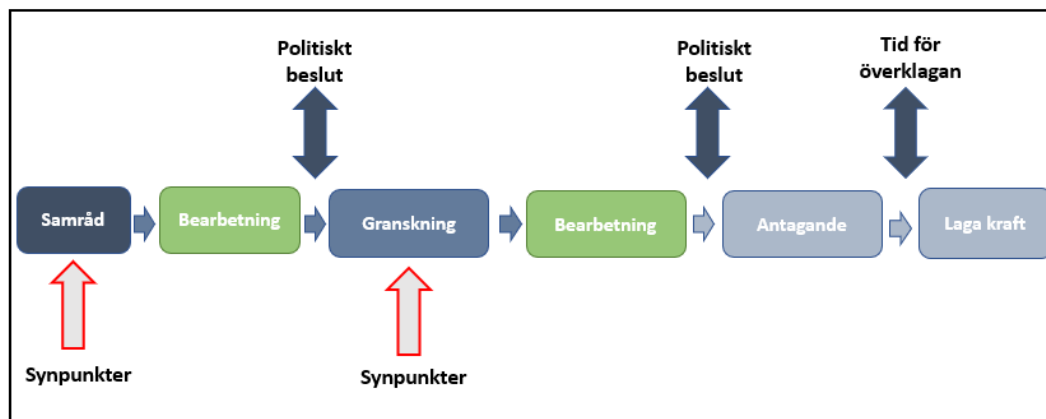 Politiskt
beslut
Politiskt
beslut
Tid för
överklagan
Samråd
Bearbetning
Granskning
Bearbetning
Antagande
Laga kraft
Synpunkter
Synpunkter